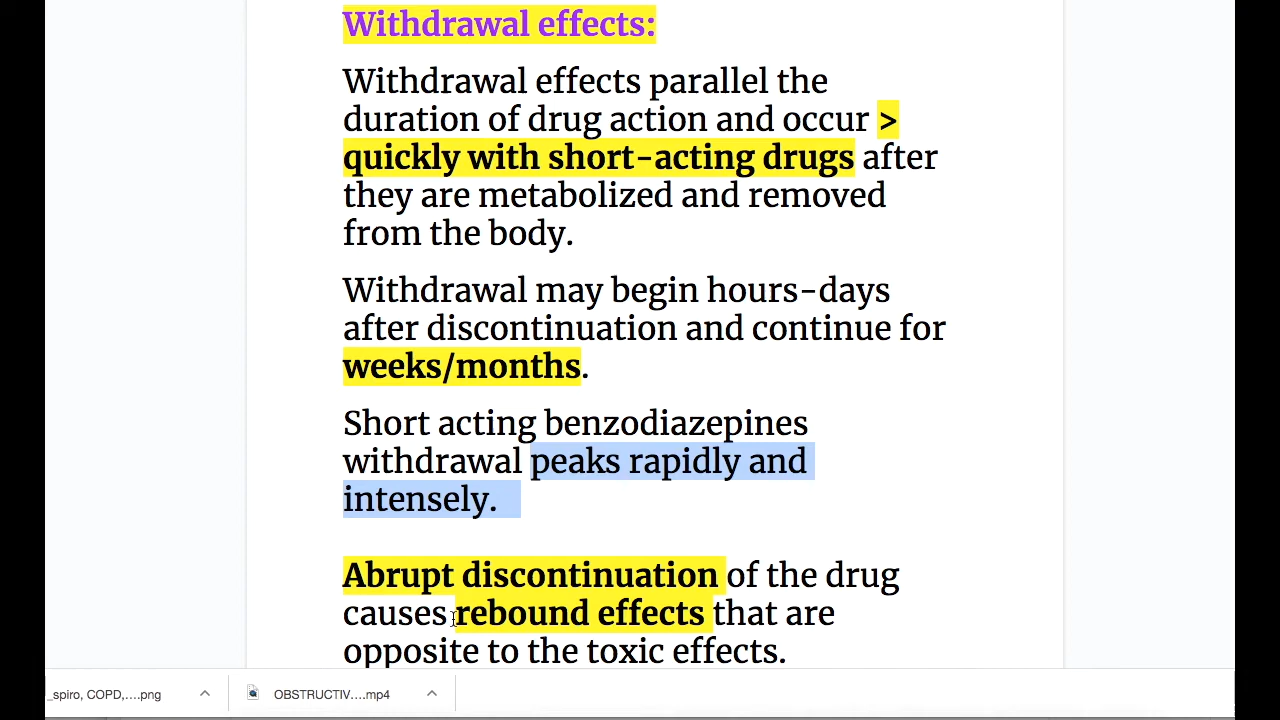 Withdrawal effects:
Withdrawal effects parallel the
duration of drug action and occur >
quickly with short-acting drugs after
they are metabolized and removed
from the body.
Withdrawal may begin hours-days
after discontinuation and continue for
weeks/months.
Short acting benzodiazepines
withdrawal peaks rapidly and
intensely.
Abrupt discontinuation of the drug
causes rebound effects that are
opposite to the toxic effects.
_spiro, COPD,....png
OBSTRUCTIV....mp4